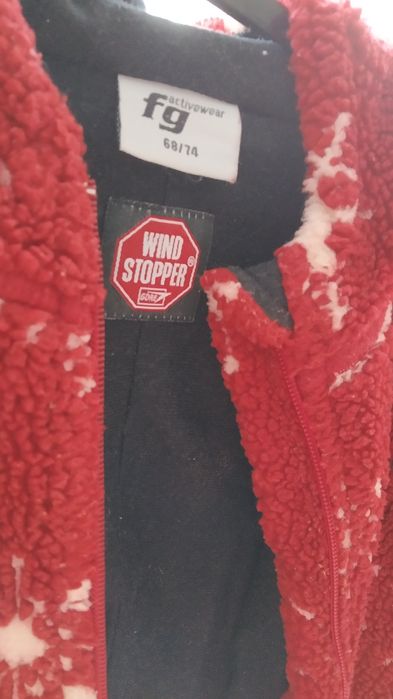 activewear
fg
68/74
WIND
STOPPER®
GORE